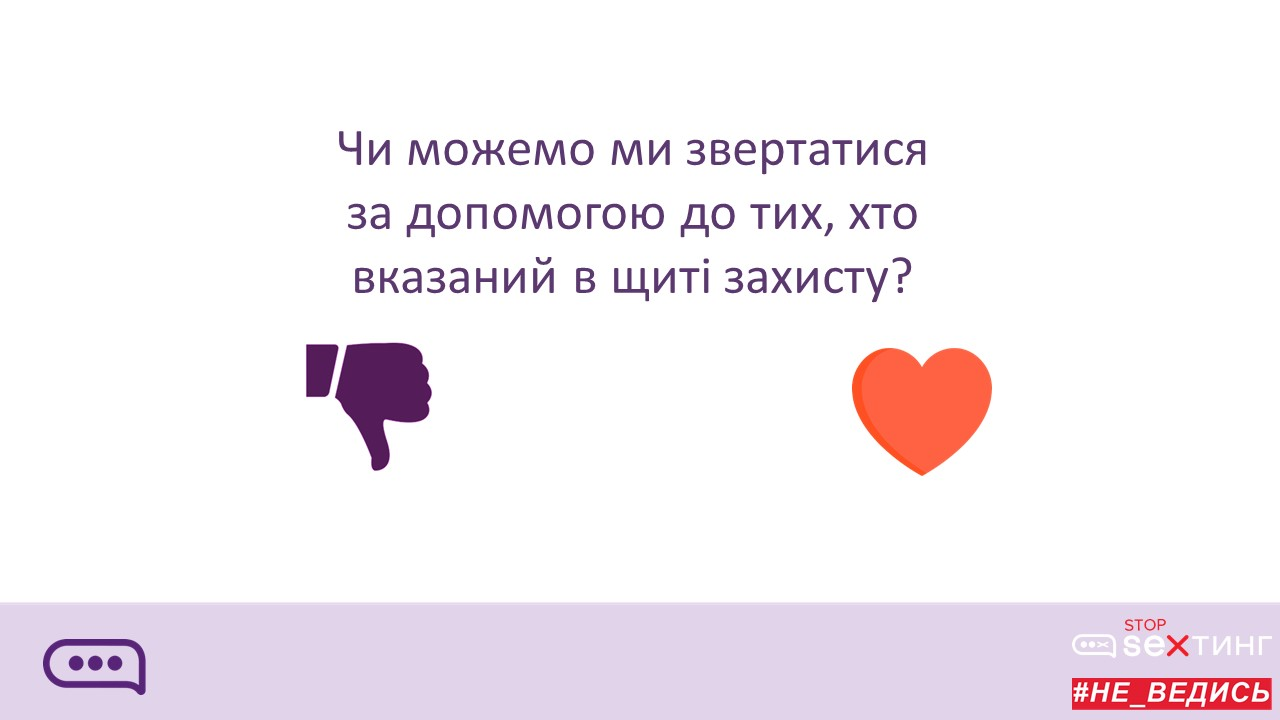 Чи можемо ми звертатися
за допомогою до тих, хто
вказаний в щиті захисту?
STOP
sexТИНГ
#НЕ_ВЕДИСЬ